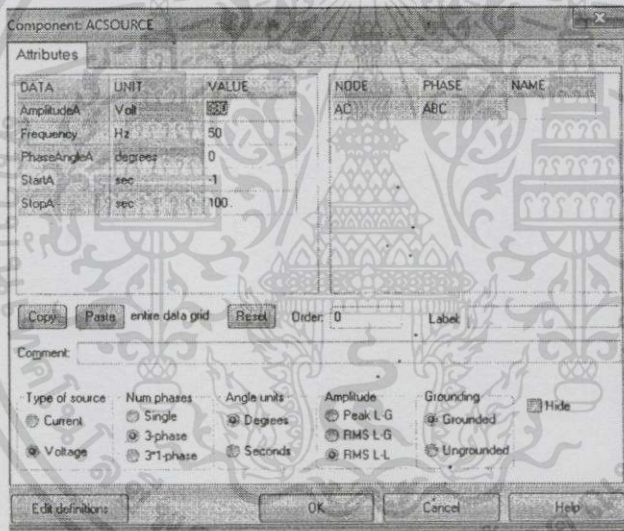 Component: ACSOURCE
Attributes
DATA UNIT VALUE
AmplitudeA Volt 380
Frequency Hz 50
PhaseAngleA degrees 0
StartA sec -1
StopA sec 100
NODE PHASE NAME
AC ABC
Copy Paste entire data grid Reset Order: 0 Label:
Comment:
Type of source Num phases Angle units Amplitude Grounding Hide
Current Single Degrees Peak L-G Grounded
Voltage 3-phase Seconds RMS L-G Ungrounded
3*1-phase RMS L-L
Edit definitions OK Cancel Help